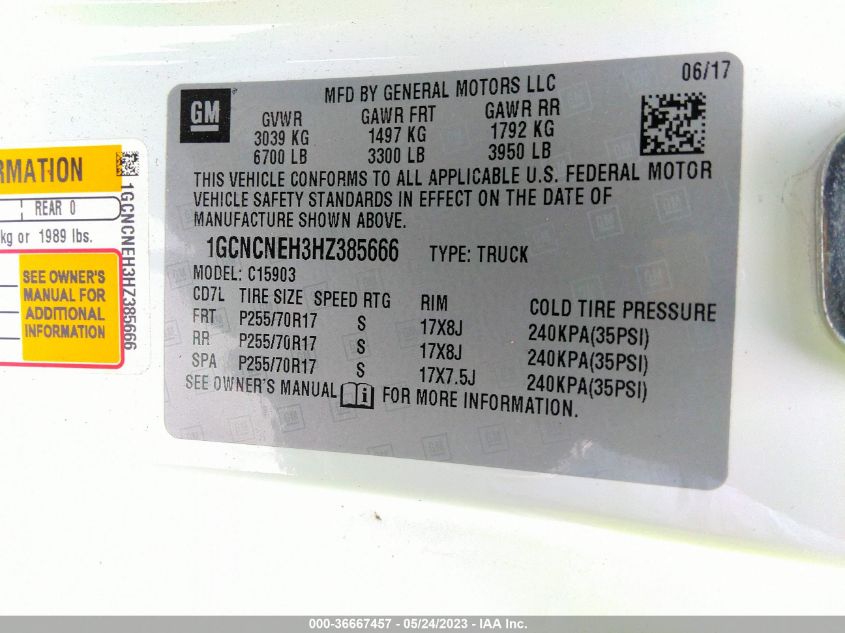 06/17
GM
MFD BY GENERAL MOTORS LLC
GVWR GAWR FRT GAWR RR
3039 KG 1497 KG 1792 KG
6700 LB 3300 LB 3950 LB
THIS VEHICLE CONFORMS TO ALL APPLICABLE U.S. FEDERAL MOTOR
VEHICLE SAFETY STANDARDS IN EFFECT ON THE DATE OF
MANUFACTURE SHOWN ABOVE.
1GCNCNEH3HZ385666 TYPE: TRUCK
MODEL: C15903
CD7L TIRE SIZE SPEED RTG RIM COLD TIRE PRESSURE
FRT P255/70R17 S 17X8J 240KPA(35PSI)
RR P255/70R17 S 17X8J 240KPA(35PSI)
SPA P255/70R17 S 17X7.5J 240KPA(35PSI)
SEE OWNER'S MANUAL i FOR MORE INFORMATION.
RMATION
REAR 0
kg or 1989 lbs.
SEE OWNER'S
MANUAL FOR
ADDITIONAL
INFORMATION
1GCNCNEH3HZ385666
000-36667457 - 05/24/2023 - IAA Inc.